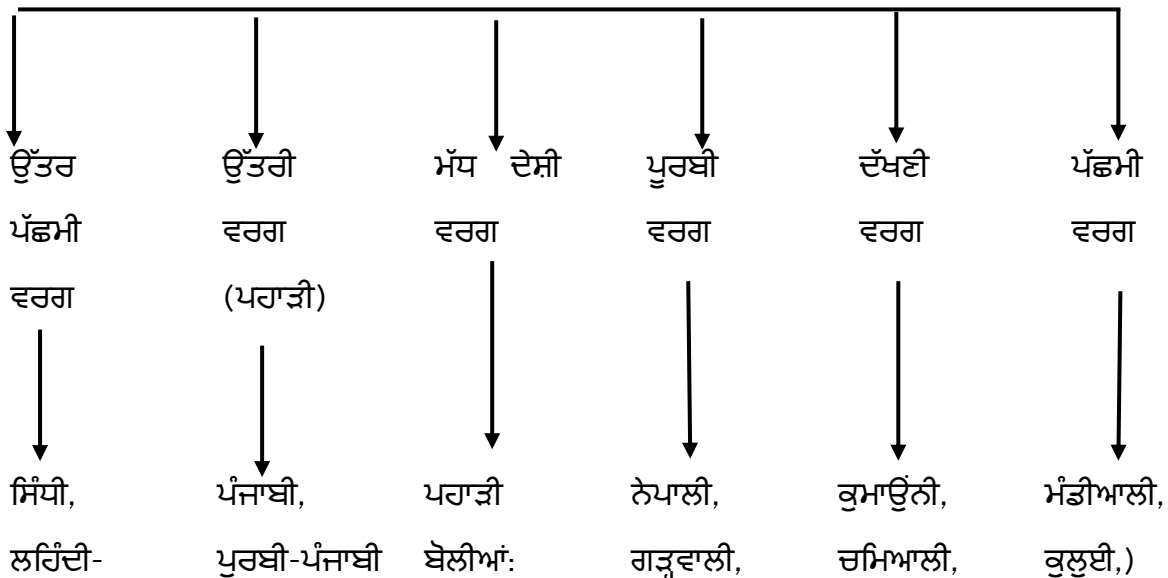 ਉੱਤਰ ਉੱਤਰੀ ਮੱਧ ਦੇਸ਼ੀ ਪੂਰਬੀ ਦੱਖਣੀ ਪੱਛਮੀ
ਪੱਛਮੀ ਵਰਗ ਵਰਗ ਵਰਗ ਵਰਗ ਵਰਗ
ਵਰਗ (ਪਹਾੜੀ)
ਸਿੰਧੀ, ਪੰਜਾਬੀ, ਪਹਾੜੀ ਨੇਪਾਲੀ, ਕੁਮਾਉਂਨੀ, ਮੰਡੀਆਲੀ,
ਲਹਿੰਦੀ- ਪੁਰਬੀ-ਪੰਜਾਬੀ ਬੋਲੀਆਂ: ਗੜ੍ਹਵਾਲੀ, ਚਮਿਆਲੀ, ਕੁਲੁਈ,)